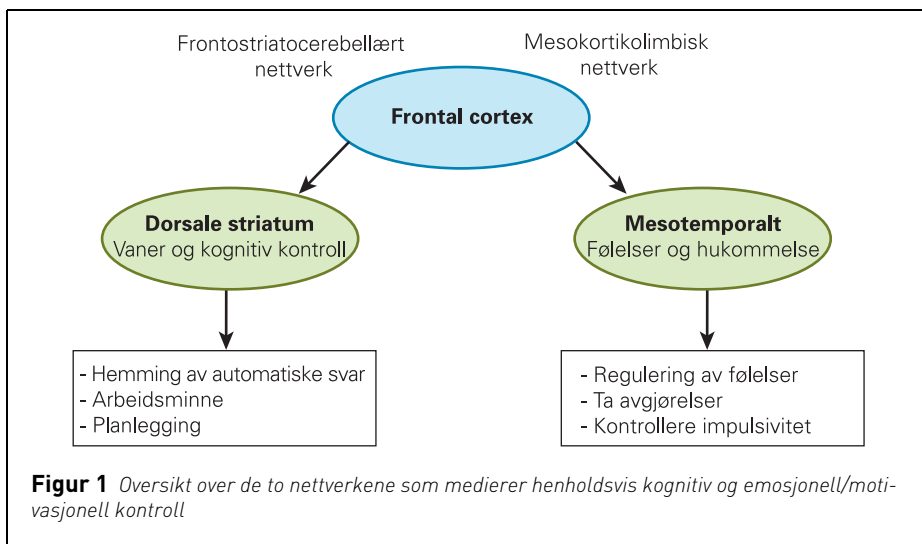 Frontostriatocerebellært
nettverk
Mesokortikolimbisk
nettverk
Frontal cortex
Dorsale striatum
Vaner og kognitiv kontroll
Mesotemporalt
Følelser og hukommelse
- Hemming av automatiske svar
- Arbeidsminne
- Planlegging
- Regulering av følelser
- Ta avgjørelser
- Kontrollere impulsivitet
Figur 1 Oversikt over de to nettverkene som medierer henholdsvis kognitiv og emosjonell/moti-
vasjonell kontroll